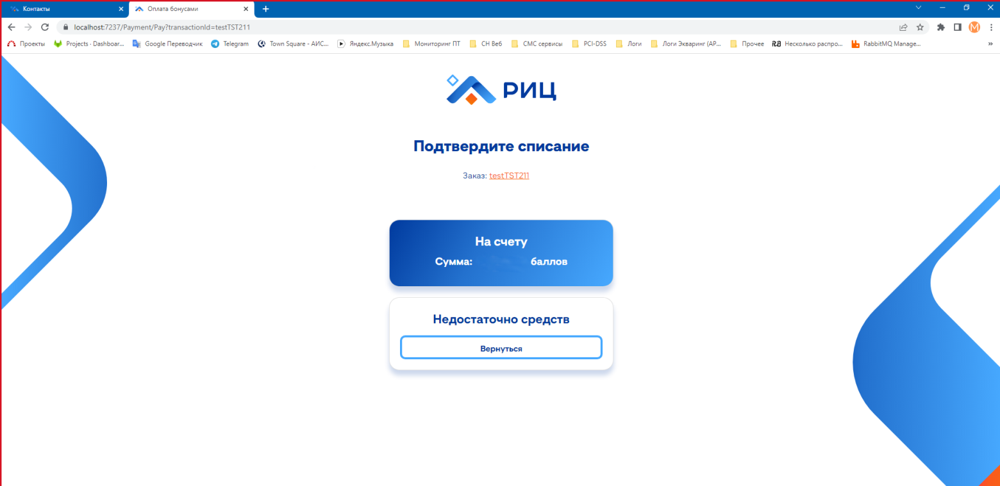 Контакты
Оплата бонусами
localhost:7237/Payment/Pay?transactionId=testTST211
M
Проекты
Projects · Dashboar...
Google Переводчик
Telegram
Town Square - АИС...
Яндекс.Музыка
Мониторинг ПТ
СН Веб
СМС сервисы
PCI-DSS
Логи
Логи Экваринг (АР...
Прочее
Несколько распро...
RabbitMQ Manage...
РИЦ
Подтвердите списание
Заказ: testTST211
На счету
Сумма: баллов
Недостаточно средств
Вернуться